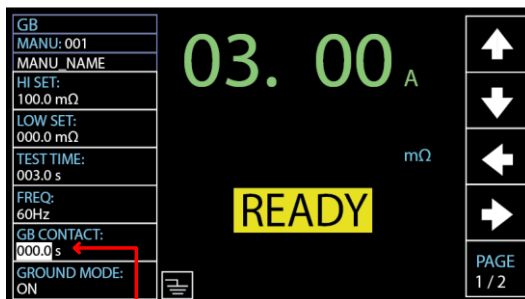 GB
MANU: 001
MANU_NAME
HI SET:
100.0 mΩ
LOW SET:
000.0 mΩ
TEST TIME:
003.0 s
FREQ:
60Hz
GB CONTACT:
000.0 s
GROUND MODE:
ON
03. 00 A
mΩ
READY
PAGE
1 / 2